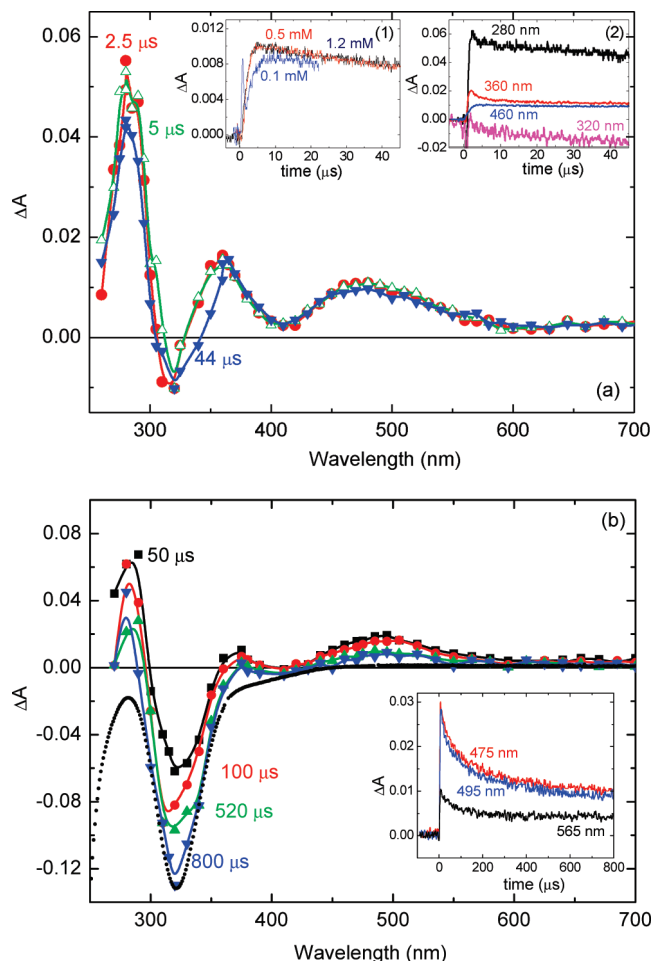 (1)
0.5 mM
1.2 mM
0.1 mM
0.012
0.008
0.004
0.000
ΔA
0 10 20 30 40
time (μs)
(2)
280 nm
360 nm
460 nm
320 nm
0.06
0.04
0.02
0.00
-0.02
ΔA
0 10 20 30 40
time (μs)
2.5 μs
5 μs
44 μs
0.06
0.04
0.02
0.00
ΔA
(a)
300 400 500 600 700
Wavelength (nm)
(b)
50 μs
100 μs
520 μs
800 μs
0.08
0.04
0.00
-0.04
-0.08
-0.12
ΔA
475 nm
495 nm
565 nm
0.03
0.02
0.01
0.00
ΔA
0 200 400 600 800
time (μs)
300 400 500 600 700
Wavelength (nm)